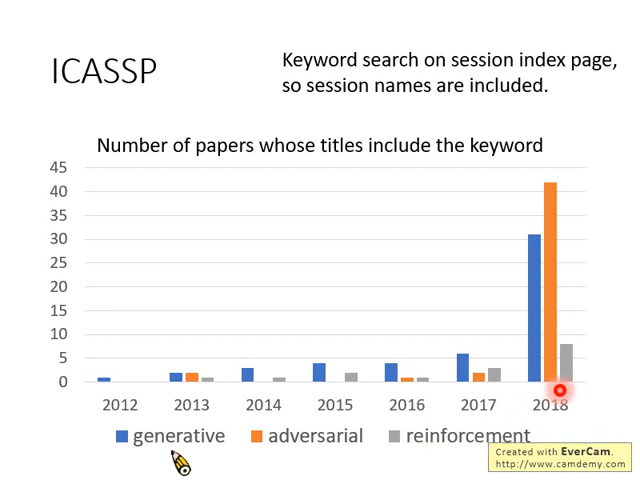 ICASSP
Keyword search on session index page,
so session names are included.
Number of papers whose titles include the keyword
45
40
35
30
25
20
15
10
5
0
2012 2013 2014 2015 2016 2017 2018
generative adversarial reinforcement
Created with EverCam.
http://www.camdemy.com